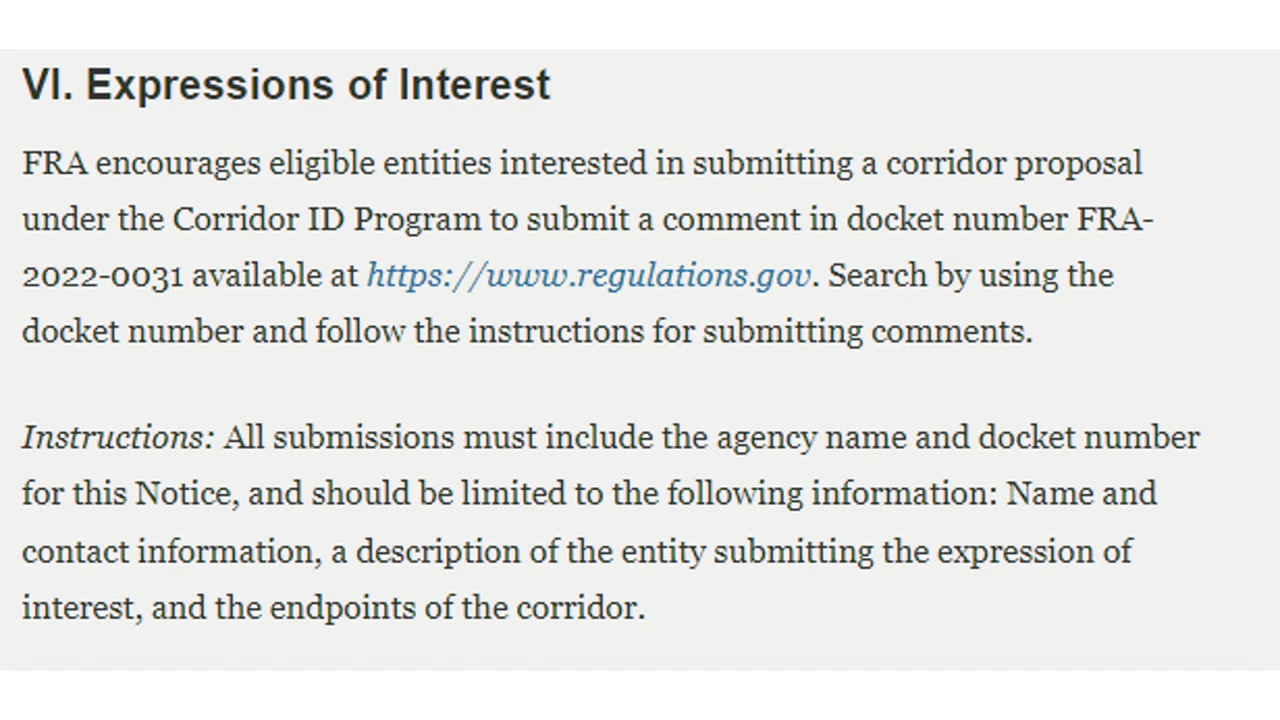 VI. Expressions of Interest
FRA encourages eligible entities interested in submitting a corridor proposal
under the Corridor ID Program to submit a comment in docket number FRA-
2022-0031 available at https://www.regulations.gov. Search by using the
docket number and follow the instructions for submitting comments.
Instructions: All submissions must include the agency name and docket number
for this Notice, and should be limited to the following information: Name and
contact information, a description of the entity submitting the expression of
interest, and the endpoints of the corridor.